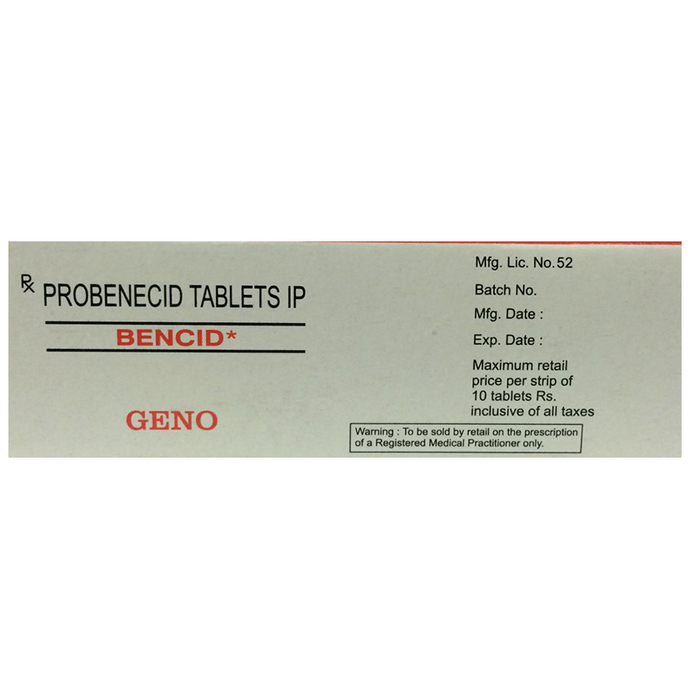 Rx PROBENECID TABLETS IP
BENCID*
GENO
Mfg. Lic. No.52
Batch No.
Mfg. Date :
Exp. Date :
Maximum retail
price per strip of
10 tablets Rs.
inclusive of all taxes
Warning : To be sold by retail on the prescription
of a Registered Medical Practitioner only.